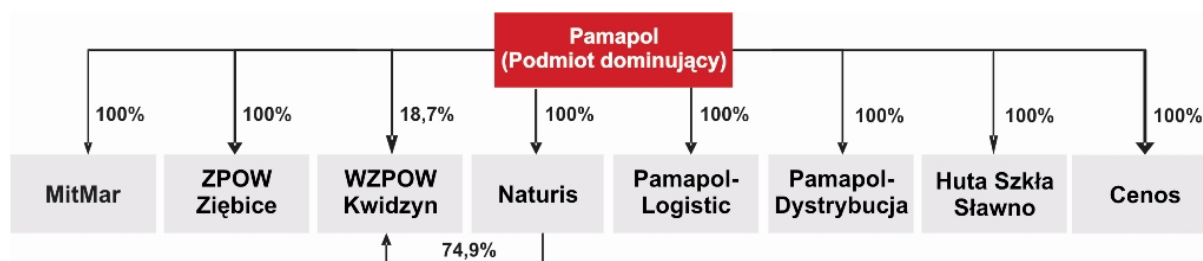 Pamapol
(Podmiot dominujący)
100%
100%
18,7%
100%
100%
100%
100%
100%
MitMar
ZPOW
Ziębice
WZPOW
Kwidzyn
Naturis
Pamapol-
Logistic
Pamapol-
Dystrybucja
Huta Szkła
Sławno
Cenos
74,9%